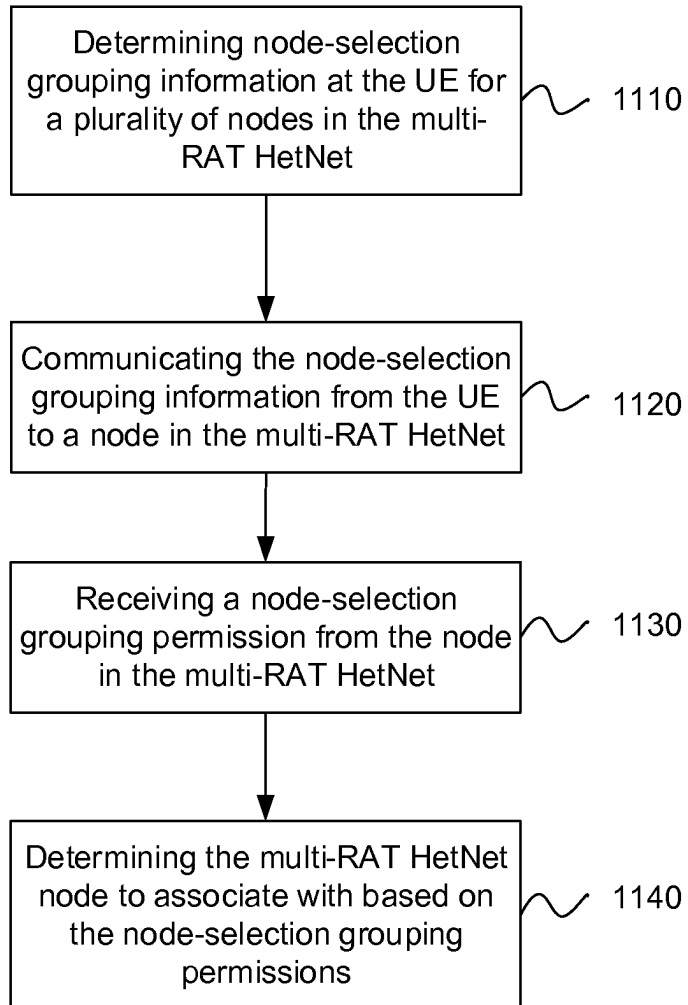 Determining node-selection
grouping information at the UE for
a plurality of nodes in the multi-
RAT HetNet
1110
Communicating the node-selection
grouping information from the UE
to a node in the multi-RAT HetNet
1120
Receiving a node-selection
grouping permission from the node
in the multi-RAT HetNet
1130
Determining the multi-RAT HetNet
node to associate with based on
the node-selection grouping
permissions
1140